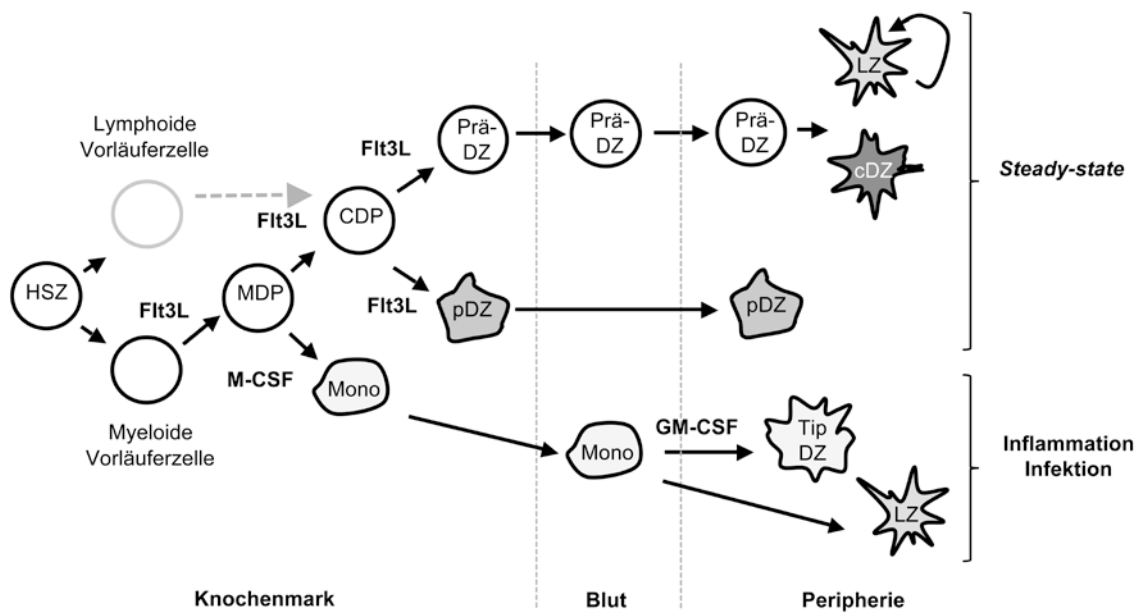 LZ
Lymphoide
Vorläuferzelle
Flt3L
Prä-
DZ
Prä-
DZ
Prä-
DZ
cDZ
Steady-state
Flt3L
CDP
HSZ
Flt3L
MDP
Flt3L
pDZ
pDZ
M-CSF
Mono
Myeloide
Vorläuferzelle
Mono
GM-CSF
Tip
DZ
LZ
Inflammation
Infektion
Knochenmark
Blut
Peripherie